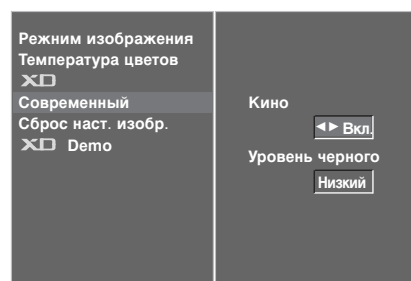 Режим изображения
Температура цветов
XD
Современный
Сброс наст. изобр.
XD Demo
Кино
◄► Вкл.
Уровень черного
Низкий